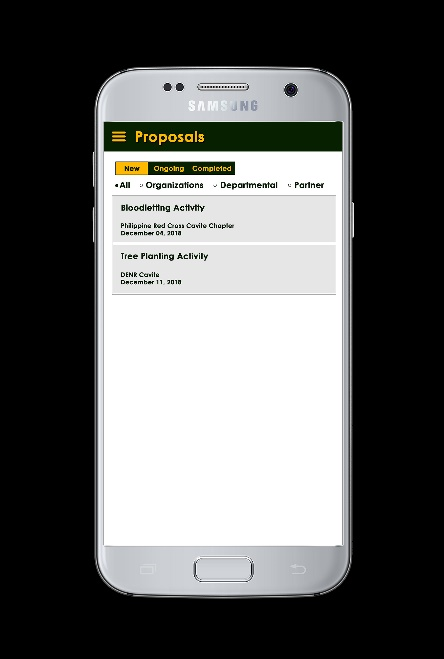 SAMSUNG
Proposals
New Ongoing Completed
All Organizations Departmental Partner
Bloodletting Activity
Philippine Red Cross Cavite Chapter
December 04, 2018
Tree Planting Activity
DENR Cavite
December 11, 2018